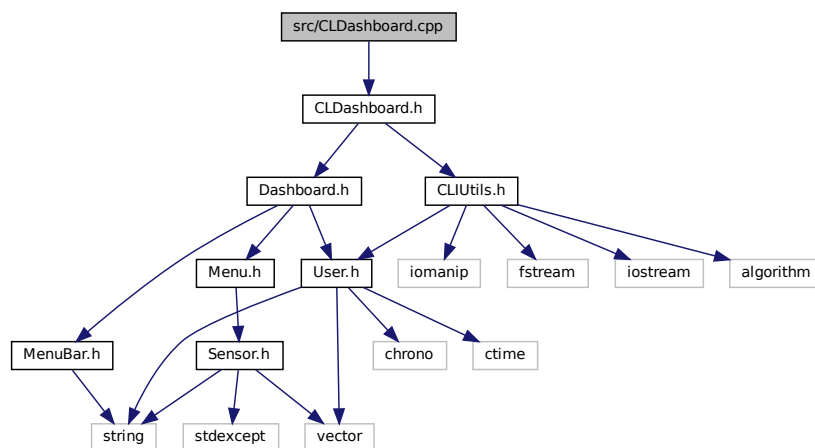 src/CLDashboard.cpp
CLDashboard.h
Dashboard.h
CLIUtils.h
Menu.h
User.h
iomanip
fstream
iostream
algorithm
MenuBar.h
Sensor.h
chrono
ctime
string
stdexcept
vector